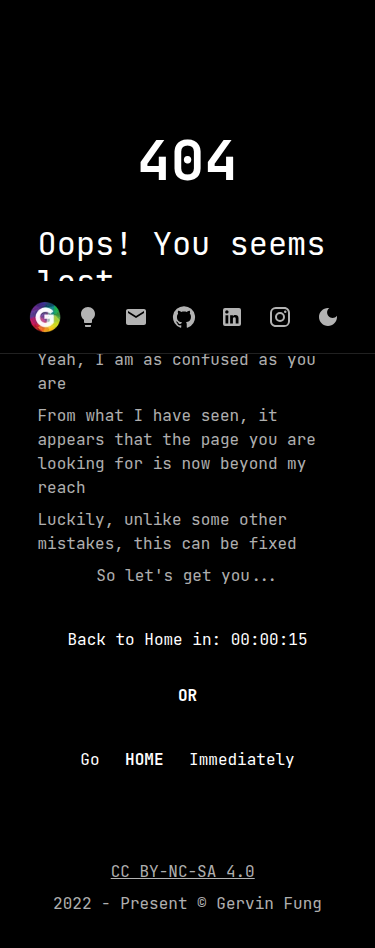 404
Oops! You seems
lost
G
Yeah, I am as confused as you
are
From what I have seen, it
appears that the page you are
looking for is now beyond my
reach
Luckily, unlike some other
mistakes, this can be fixed
So let's get you...
Back to Home in: 00:00:15
OR
Go HOME Immediately
CC BY-NC-SA 4.0
2022 - Present © Gervin Fung